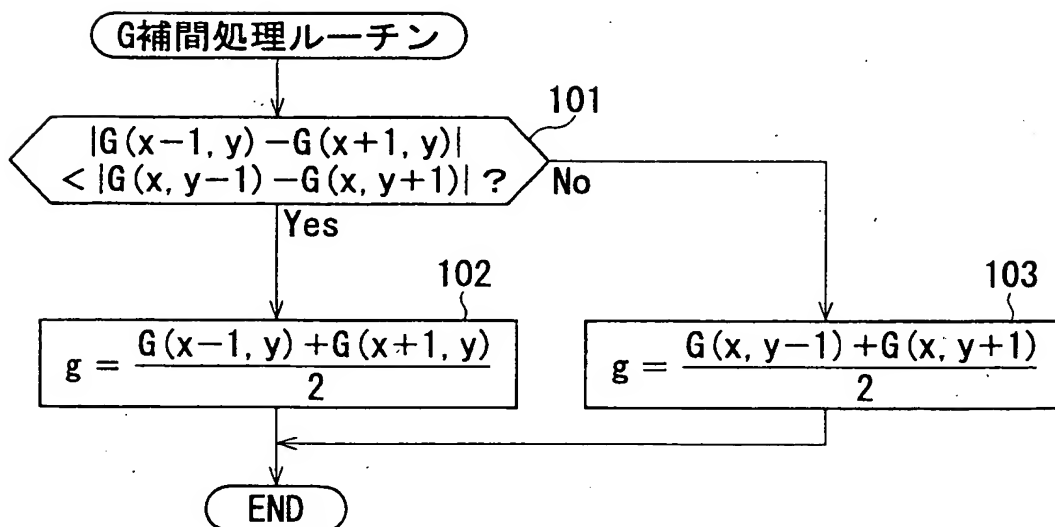 G補間処理ルーチン
101
|G(x−1, y)−G(x+1, y)|
<|G(x, y−1)−G(x, y+1)| ?
No
Yes
102
103
g = G(x−1, y)+G(x+1, y) / 2
g = G(x, y−1)+G(x, y+1) / 2
END